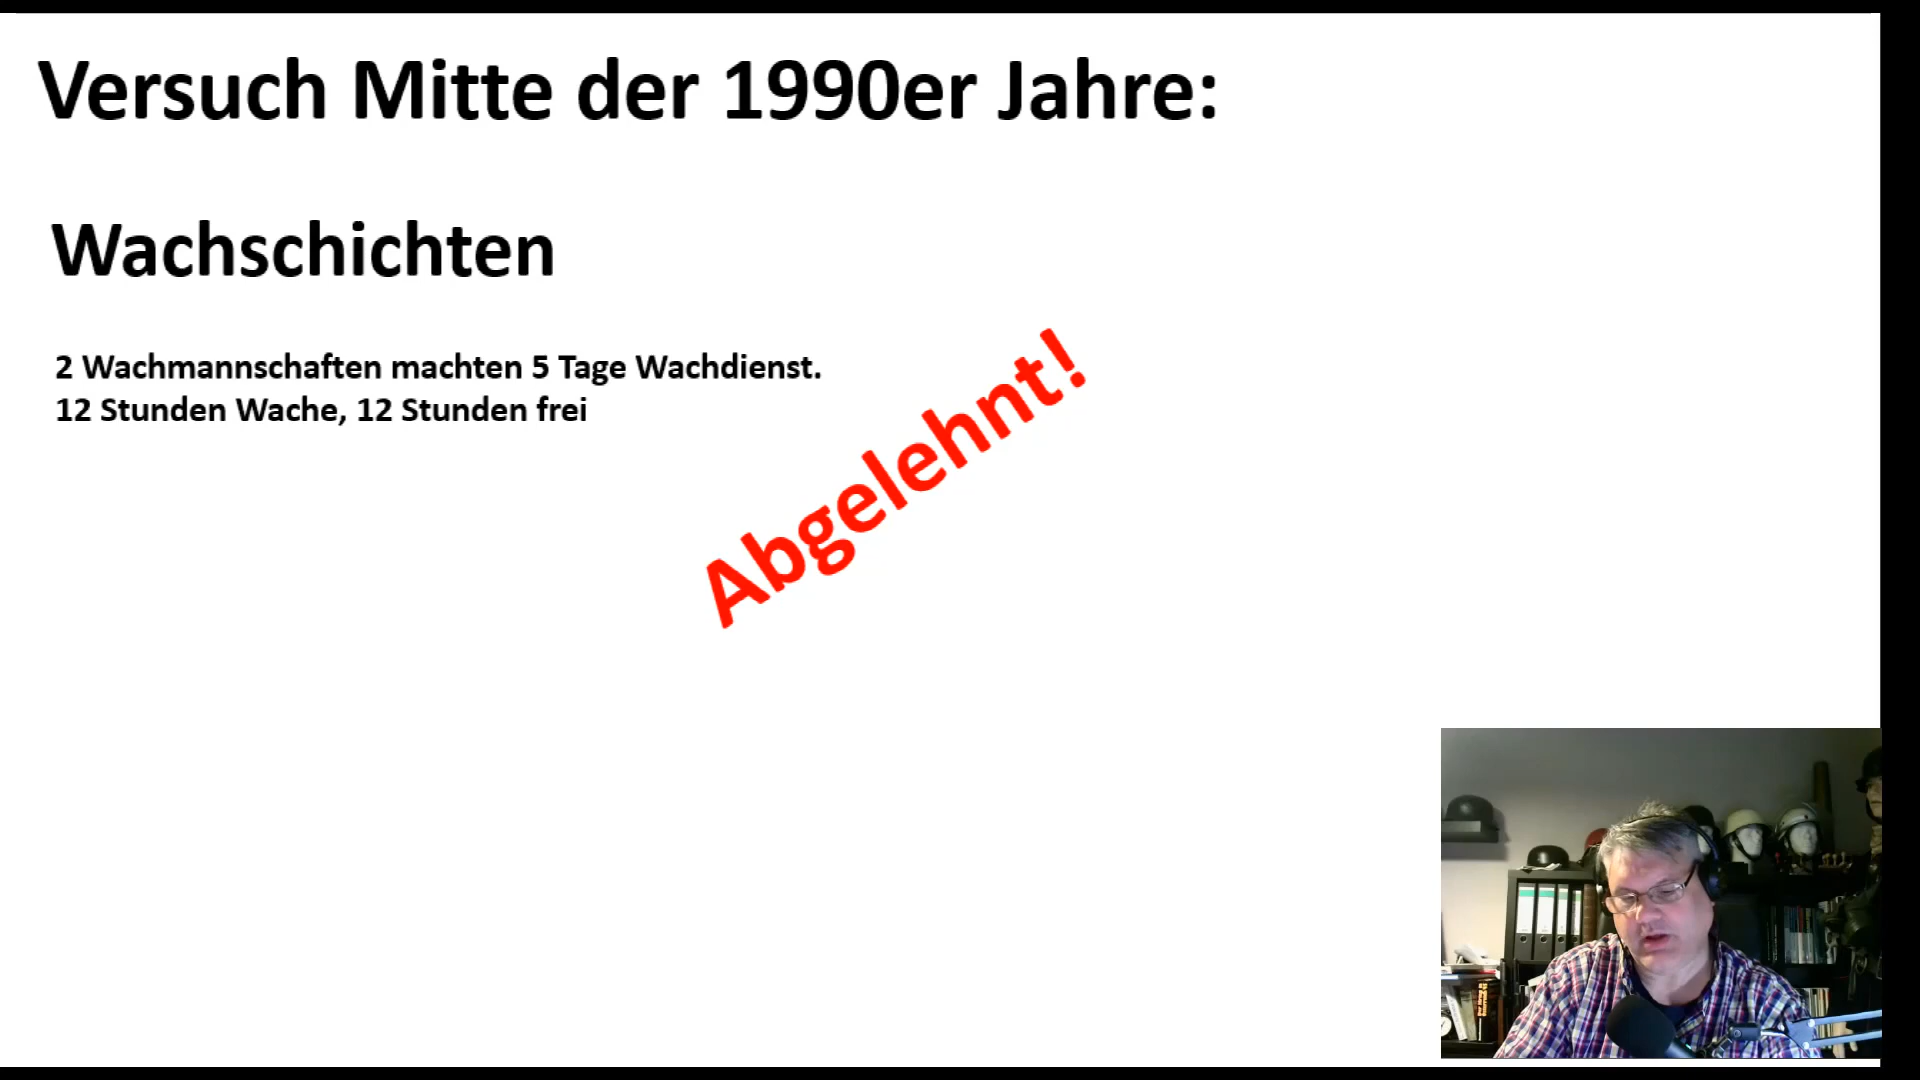 Versuch Mitte der 1990er Jahre:
Wachschichten
2 Wachmannschaften machten 5 Tage Wachdienst.
12 Stunden Wache, 12 Stunden frei
Abgelehnt!